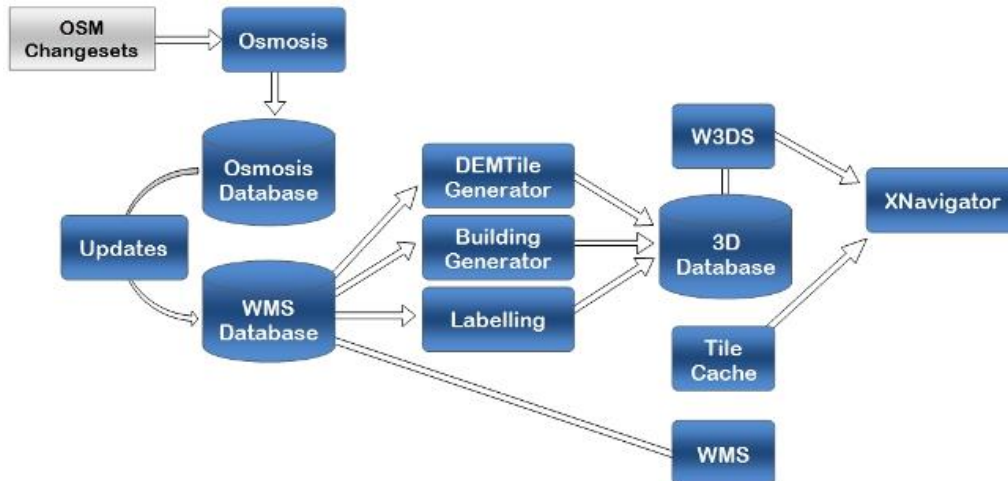 OSM
Changesets
Osmosis
Osmosis
Database
Updates
WMS
Database
DEMTile
Generator
Building
Generator
Labelling
W3DS
3D
Database
Tile
Cache
WMS
XNavigator